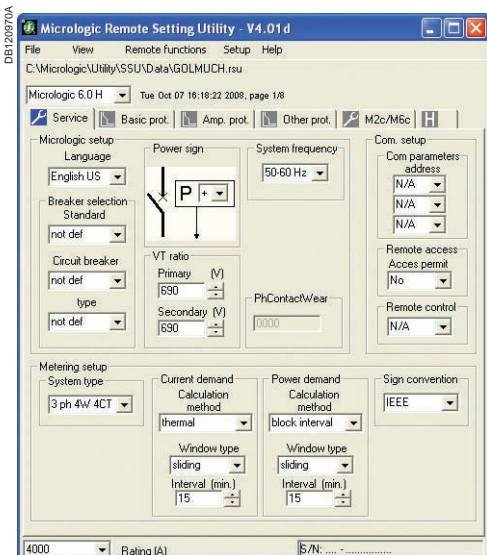 DB120970A
Micrologic Remote Setting Utility - V4.01d
File View Remote functions Setup Help
C:\Micrologic\Utility\SSU\Data\GOLMUCH.rsu
Micrologic 6.0 H Tue Oct 07 16:18:22 2008, page 1/8
Service Basic prot. Amp. prot. Other prot. M2c/M6c H
Micrologic setup
Language
English US
Breaker selection
Standard
not def
Circuit breaker
not def
type
not def
Power sign
P + 
VT ratio
Primary (V)
690
Secondary (V)
690
System frequency
50-60 Hz
PhContactWear
0000
Com. setup
Com parameters
address
N/A
N/A
N/A
Remote access
Acces permit
No
Remote control
N/A
Metering setup
System type
3 ph 4W 4CT
Current demand
Calculation
method
thermal
Window type
sliding
Interval (min.)
15
Power demand
Calculation
method
block interval
Window type
sliding
Interval (min.)
15
Sign convention
IEEE
4000 Rating (A) S/N: .... - ................